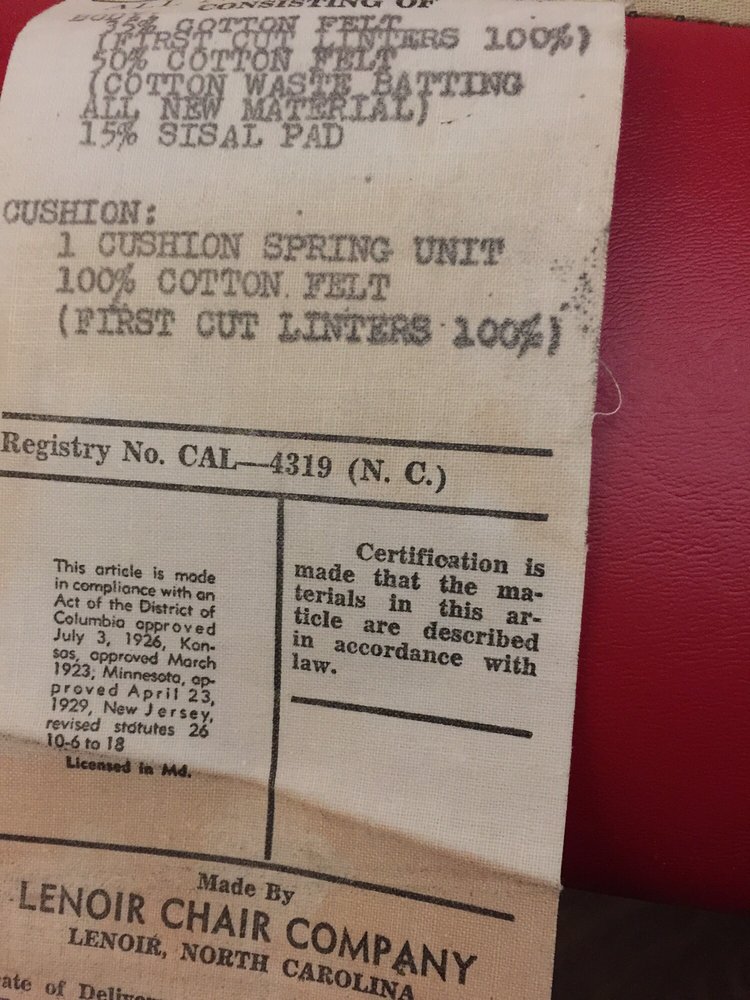 CONSISTING OF
35% COTTON FELT
(FIRST CUT LINTERS 100%)
50% COTTON FELT
(COTTON WASTE BATTING
ALL NEW MATERIAL)
15% SISAL PAD
CUSHION:
1 CUSHION SPRING UNIT
100% COTTON FELT
(FIRST CUT LINTERS 100%)
Registry No. CAL—4319 (N. C.)
This article is made
in compliance with an
Act of the District of
Columbia approved
July 3, 1926, Kan-
sas, approved March
1923; Minnesota, ap-
proved April 23,
1929, New Jersey,
revised statutes 26
10-6 to 18
Licensed in Md.
Certification is
made that the ma-
terials in this ar-
ticle are described
in accordance with
law.
Made By
LENOIR CHAIR COMPANY
LENOIR, NORTH CAROLINA
ate of Delive